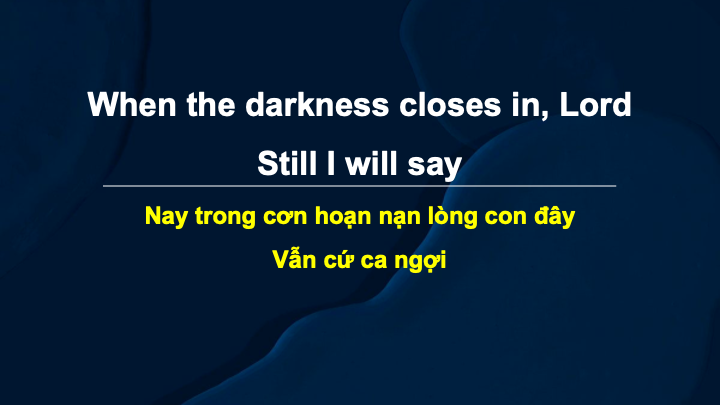 When the darkness closes in, Lord
Still I will say
Nay trong cơn hoạn nạn lòng con đây
Vẫn cứ ca ngợi